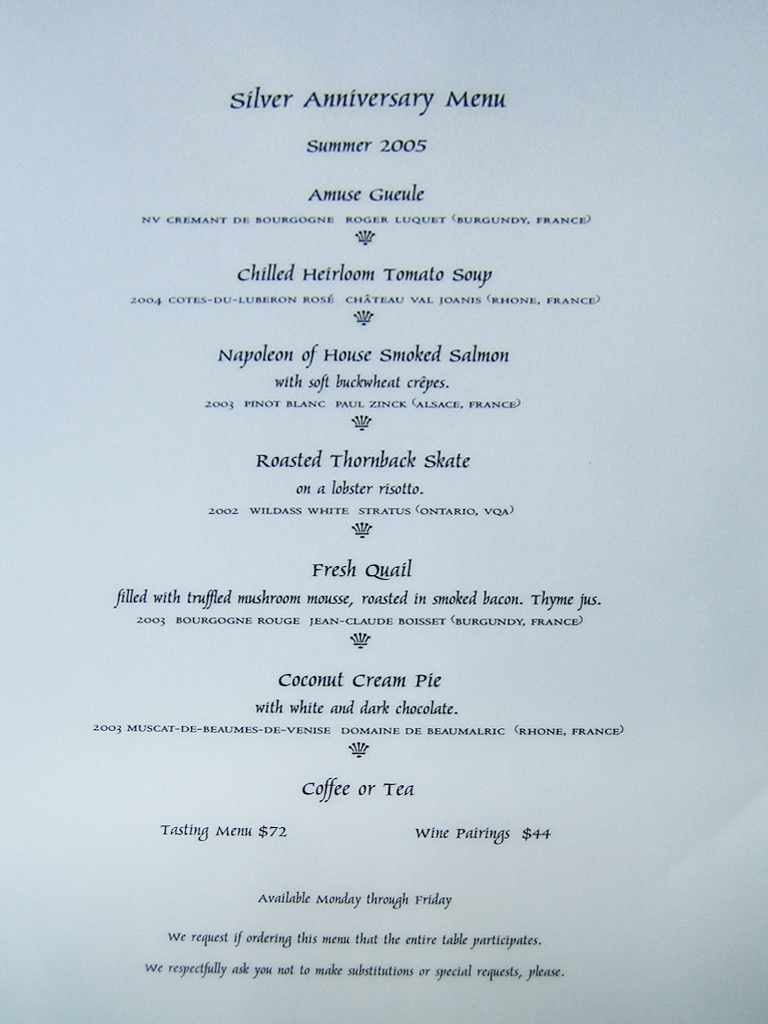 Silver Anniversary Menu
Summer 2005
Amuse Gueule
NV CREMANT DE BOURGOGNE ROGER LUQUET (BURGUNDY, FRANCE)
Chilled Heirloom Tomato Soup
2004 COTES-DU-LUBERON ROSÉ CHÂTEAU VAL JOANIS (RHONE, FRANCE)
Napoleon of House Smoked Salmon
with soft buckwheat crêpes.
2003 PINOT BLANC PAUL ZINCK (ALSACE, FRANCE)
Roasted Thornback Skate
on a lobster risotto.
2002 WILDASS WHITE STRATUS (ONTARIO, VQA)
Fresh Quail
filled with truffled mushroom mousse, roasted in smoked bacon. Thyme jus.
2003 BOURGOGNE ROUGE JEAN-CLAUDE BOISSET (BURGUNDY, FRANCE)
Coconut Cream Pie
with white and dark chocolate.
2003 MUSCAT-DE-BEAUMES-DE-VENISE DOMAINE DE BEAUMALRIC (RHONE, FRANCE)
Coffee or Tea
Tasting Menu $72 Wine Pairings $44
Available Monday through Friday
We request if ordering this menu that the entire table participates.
We respectfully ask you not to make substitutions or special requests, please.